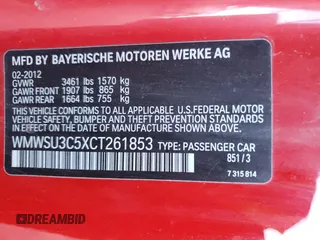 MFD BY BAYERISCHE MOTOREN WERKE AG
02-2012
GVWR 3461 lbs 1570 kg
GAWR FRONT 1907 lbs 865 kg
GAWR REAR 1664 lbs 755 kg
THIS VEHICLE CONFORMS TO ALL APPLICABLE U.S.FEDERAL MOTOR
VEHICLE SAFETY, BUMPER, AND THEFT PREVENTION STANDARDS
IN EFFECT ON THE DATE OF MANUFACTURE SHOWN ABOVE.
WMWSU3C5XCT261853 TYPE: PASSENGER CAR
851/3
7 315 814
DREAMBID